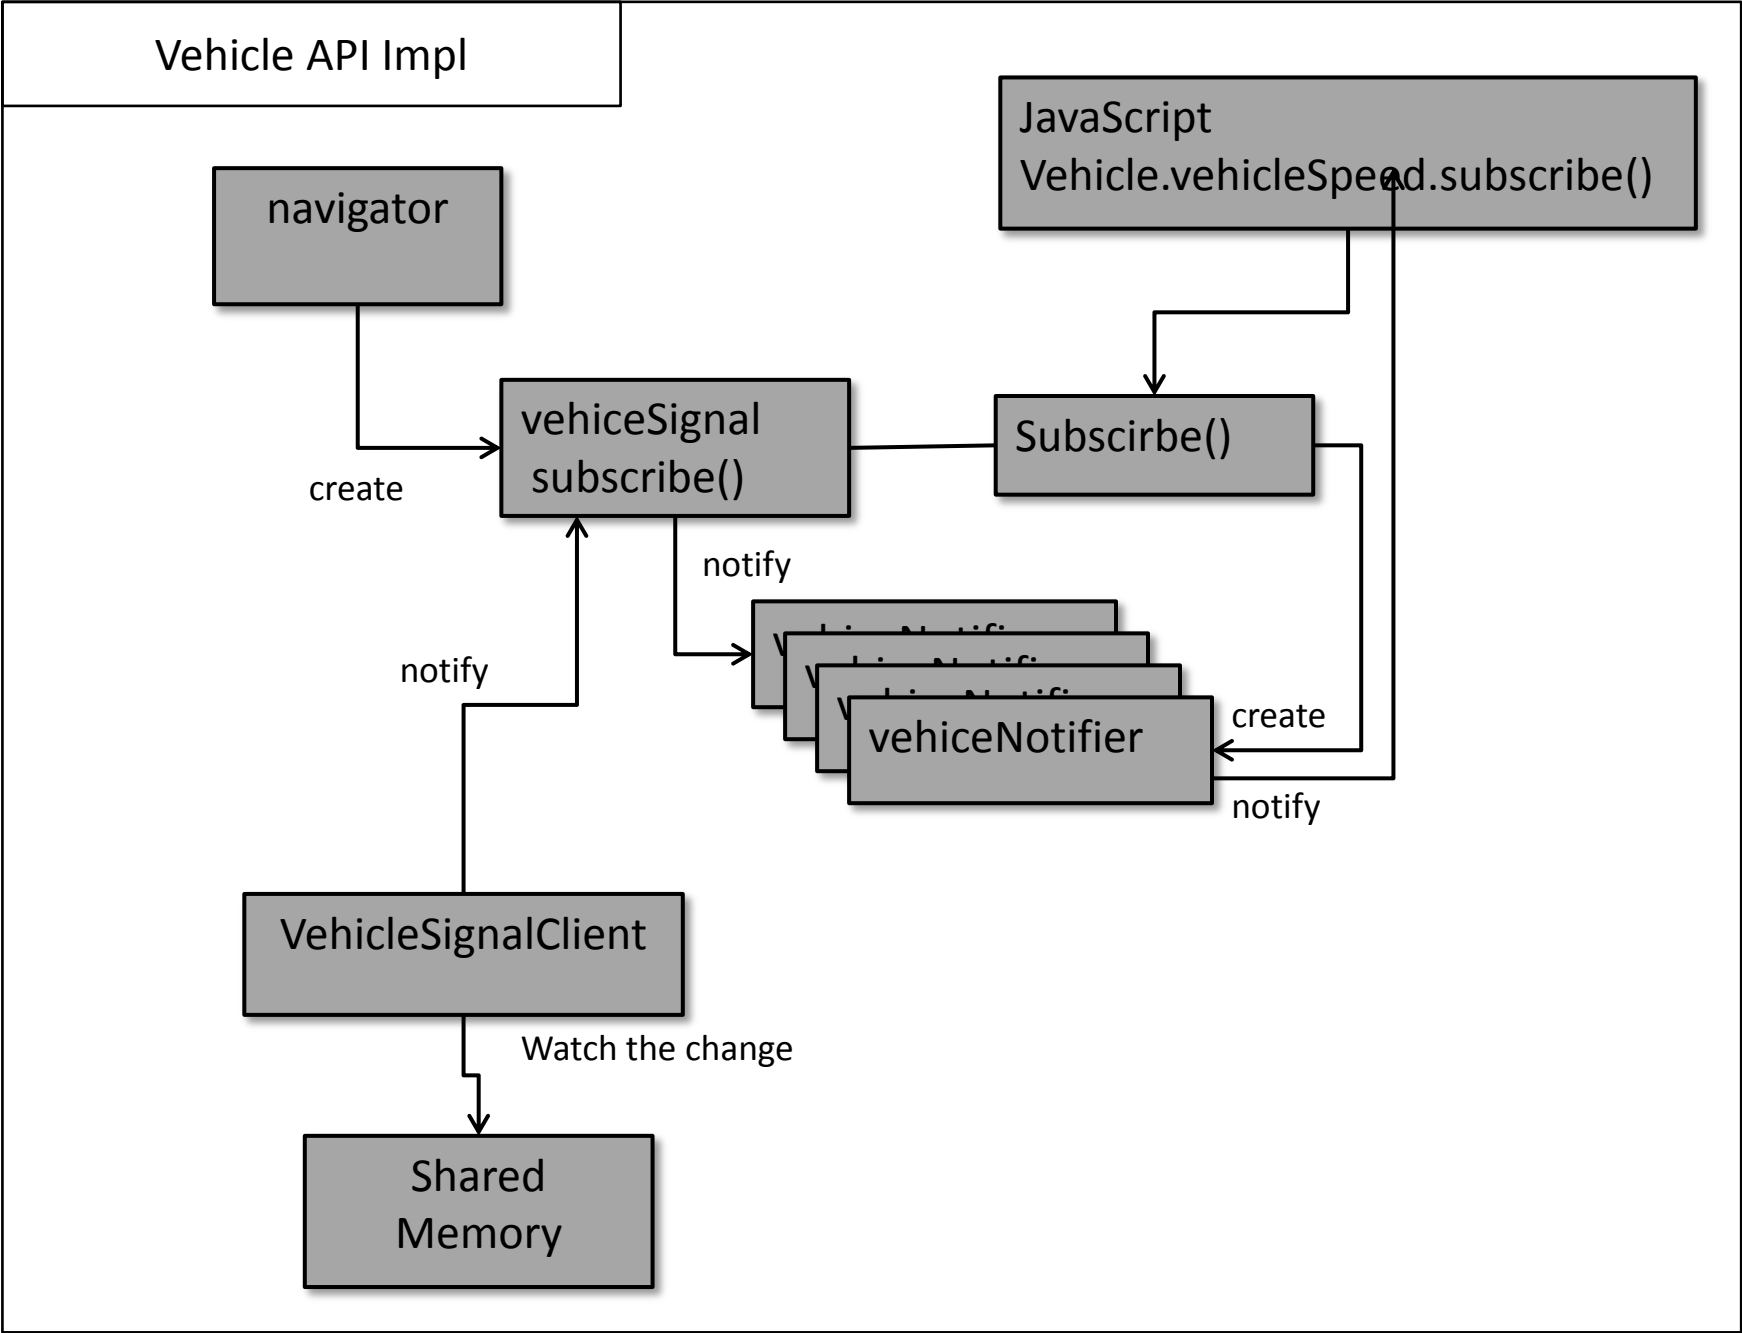 Vehicle API Impl
JavaScript
Vehicle.vehicleSpeed.subscribe()
navigator
vehiceSignal
subscribe()
Subscirbe()
create
notify
notify
vehiceNotifier
create
notify
VehicleSignalClient
Watch the change
Shared
Memory